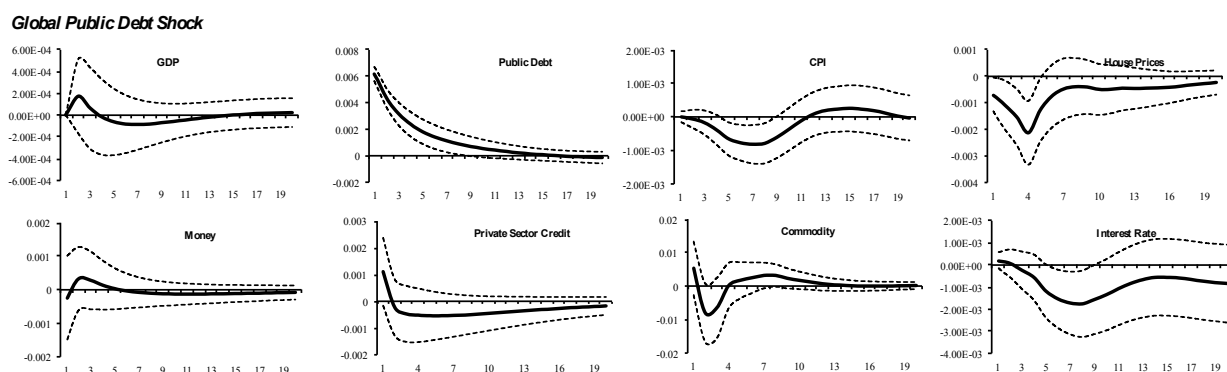 Global Public Debt Shock
GDP
6.00E-04
4.00E-04
2.00E-04
0.00E+00
-2.00E-04
-4.00E-04
-6.00E-04
1 3 5 7 9 11 13 15 17 19
Public Debt
0.008
0.006
0.004
0.002
0
-0.002
1 3 5 7 9 11 13 15 17 19
CPI
2.00E-03
1.00E-03
0.00E+00
-1.00E-03
-2.00E-03
1 3 5 7 9 11 13 15 17 19
House Prices
0.001
0
-0.001
-0.002
-0.003
-0.004
1 4 7 10 13 16 19
Money
0.002
0.001
0
-0.001
-0.002
1 3 5 7 9 11 13 15 17 19
Private Sector Credit
0.003
0.002
0.001
0
-0.001
-0.002
1 3 5 7 9 11 13 15 17 19
Commodity
0.02
0.01
0
-0.01
-0.02
1 4 7 10 13 16 19
Interest Rate
2.00E-03
1.00E-03
0.00E+00
-1.00E-03
-2.00E-03
-3.00E-03
-4.00E-03
1 3 5 7 9 11 13 15 17 19